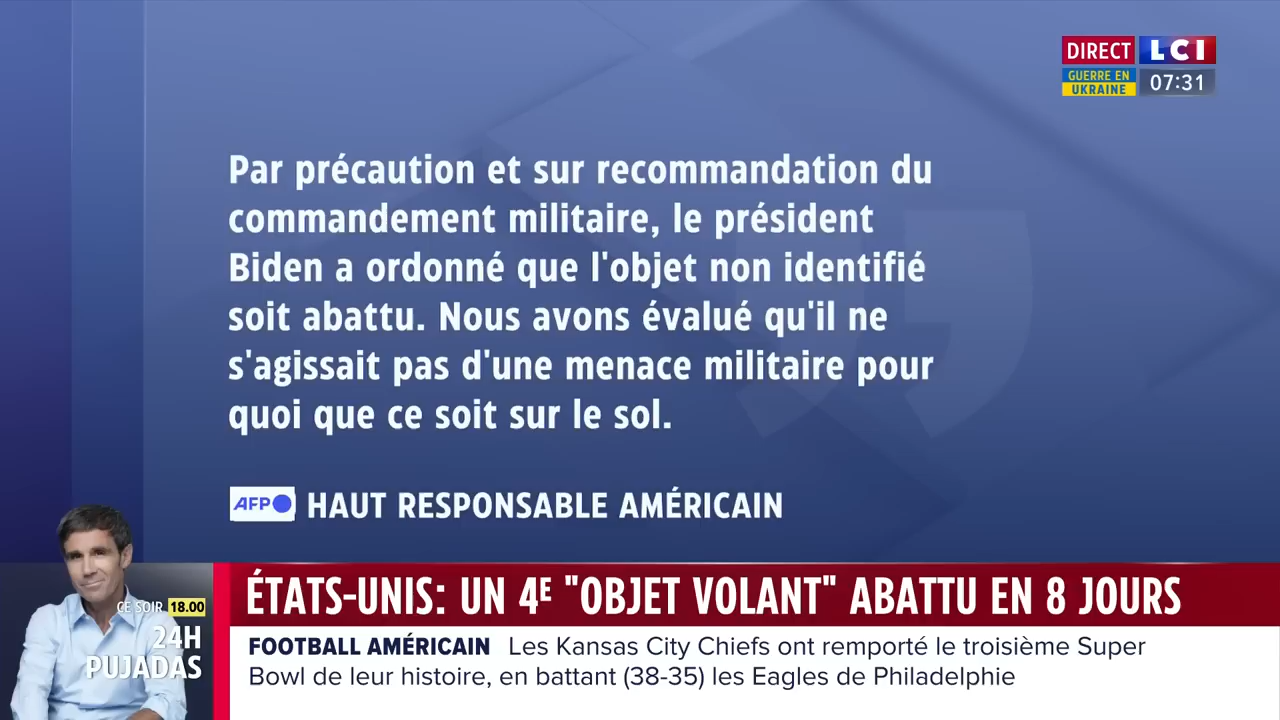 DIRECT LCI
GUERRE EN
UKRAINE
07:31
Par précaution et sur recommandation du
commandement militaire, le président
Biden a ordonné que l'objet non identifié
soit abattu. Nous avons évalué qu'il ne
s'agissait pas d'une menace militaire pour
quoi que ce soit sur le sol.
AFP HAUT RESPONSABLE AMÉRICAIN
CE SOIR 18.00
24H
PUJADAS
ÉTATS-UNIS: UN 4E "OBJET VOLANT" ABATTU EN 8 JOURS
FOOTBALL AMÉRICAIN Les Kansas City Chiefs ont remporté le troisième Super
Bowl de leur histoire, en battant (38-35) les Eagles de Philadelphie